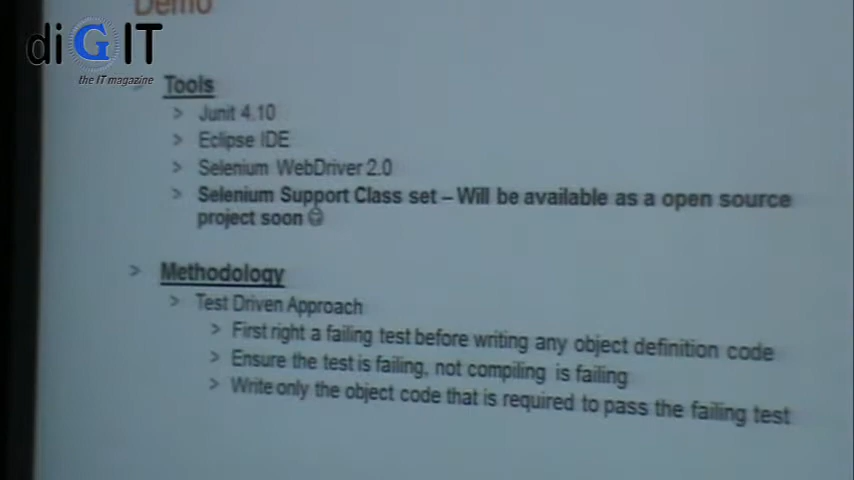 Demo
diGIT
the IT magazine
Tools
> Junit 4.10
> Eclipse IDE
> Selenium WebDriver 2.0
> Selenium Support Class set – Will be available as a open source
project soon ☺
> Methodology
> Test Driven Approach
> First right a failing test before writing any object definition code
> Ensure the test is failing, not compiling is failing
> Write only the object code that is required to pass the failing test